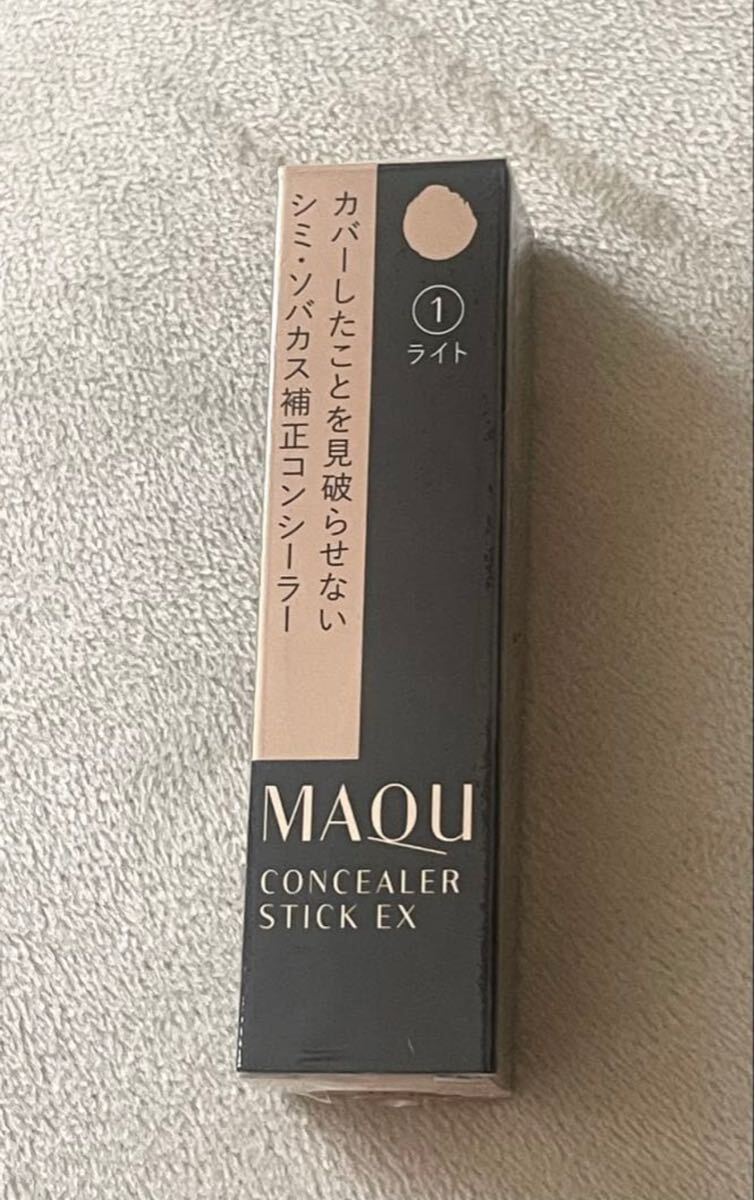 カバーしたことを見破らせない
シミ・ソバカス補正コンシーラー
1
ライト
MAQU
CONCEALER
STICK EX